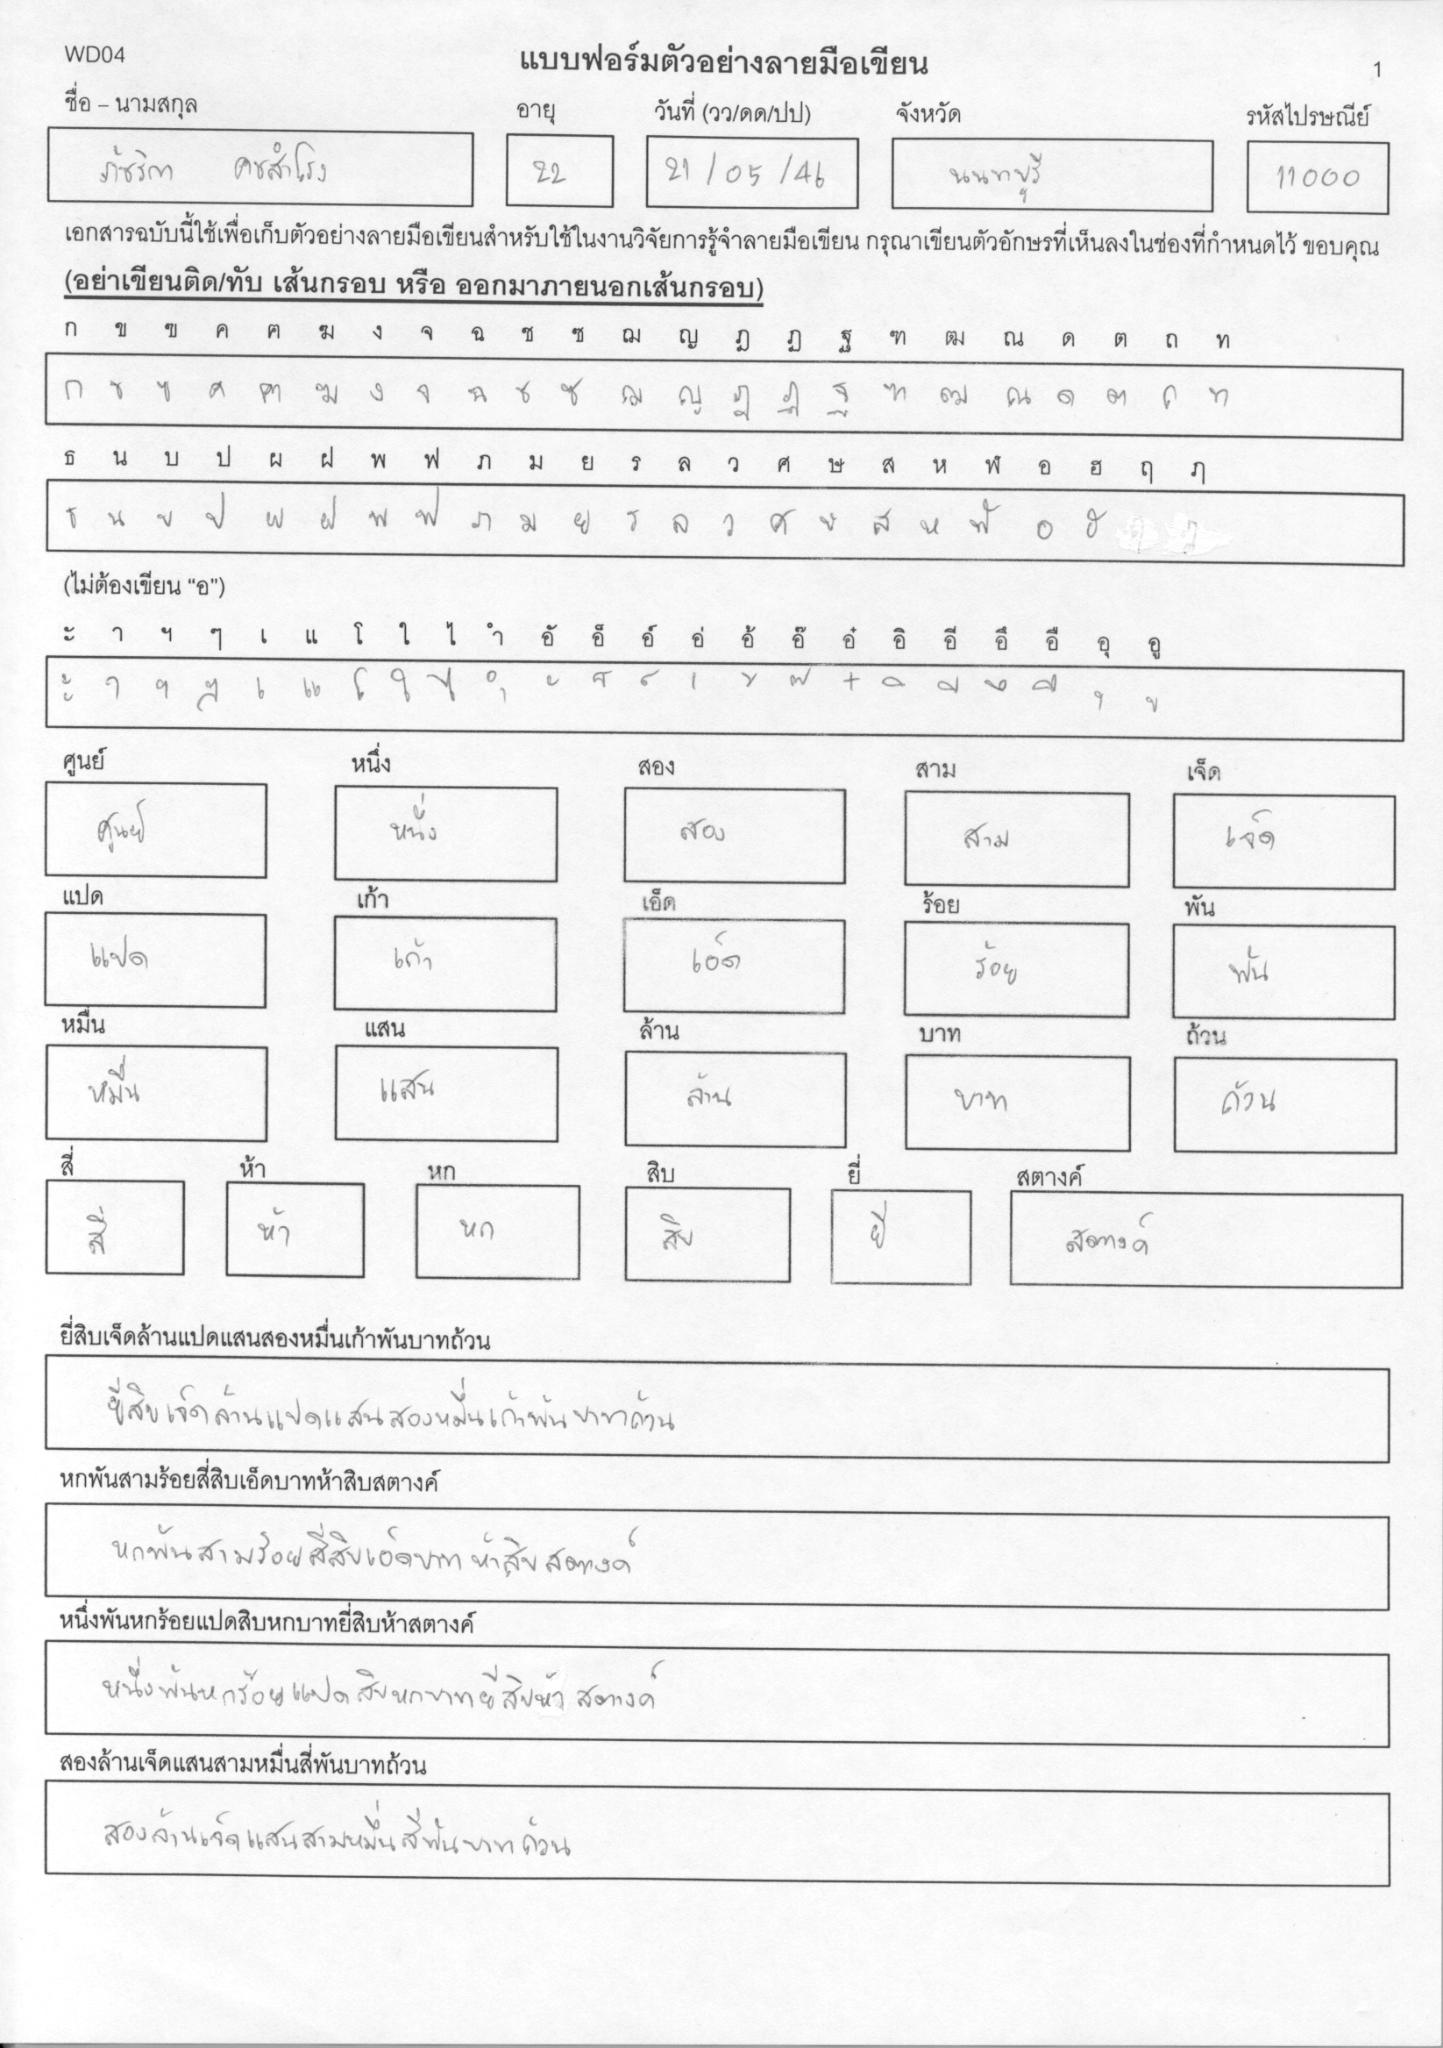 WD04
แบบฟอร์มตัวอย่างลายมือเขียน
1
ชื่อ – นามสกุล อายุ วันที่ (วว/ดด/ปป) จังหวัด รหัสไปรษณีย์
คชสำโรง 22 21/05/46 นนทบุรี 11000
เอกสารฉบับนี้ใช้เพื่อเก็บตัวอย่างลายมือเขียนสำหรับใช้ในงานวิจัยการรู้จำลายมือเขียน กรุณาเขียนตัวอักษรที่เห็นลงในช่องที่กำหนดไว้ ขอบคุณ
(อย่าเขียนติด/ทับ เส้นกรอบ หรือ ออกมาภายนอกเส้นกรอบ)
ก ข ฃ ค ฅ ฆ ง จ ฉ ช ซ ฌ ญ ฎ ฏ ฐ ฑ ฒ ณ ด ต ถ ท
ก ข ฃ ค ฅ ฆ ง จ ฉ ช ซ ฌ ญ ฎ ฏ ฐ ฑ ฒ ณ ด ต ถ ท
ธ น บ ป ผ ฝ พ ฟ ภ ม ย ร ล ว ศ ษ ส ห ฬ อ ฮ ฤ ฦ
ธ น บ ป ผ ฝ พ ฟ ภ ม ย ร ล ว ศ ษ ส ห ฬ อ ฮ ฤ ฦ
(ไม่ต้องเขียน “อ”)
ะ า ฯ ๆ เ แ โ ใ ไ ำ อั อ็ อ์ อ่ อ้ อ๊ อ๋ อิ อี อึ อื อุ อู
ะ า ฯ ๆ เ แ โ ใ ไ ำ ั ็ ์ ่ ้ ๊ ๋ ิ ี ึ ื ุ ู
ศูนย์ หนึ่ง สอง สาม เจ็ด
ศูนย์ หนึ่ง สอง สาม เจ็ด
แปด เก้า เอ็ด ร้อย พัน
แปด เก้า เอ็ด ร้อย พัน
หมื่น แสน ล้าน บาท ถ้วน
หมื่น แสน ล้าน บาท ถ้วน
สี่ ห้า หก สิบ ยี่ สตางค์
สี่ ห้า หก สิบ ยี่ สตางค์
ยี่สิบเจ็ดล้านแปดแสนสองหมื่นเก้าพันบาทถ้วน
ยี่สิบเจ็ดล้านแปดแสนสองหมื่นเก้าพันบาทถ้วน
หกพันสามร้อยสี่สิบเอ็ดบาทห้าสิบสตางค์
หกพันสามร้อยสี่สิบเอ็ดบาทห้าสิบสตางค์
หนึ่งพันหกร้อยแปดสิบหกบาทยี่สิบห้าสตางค์
หนึ่งพันหกร้อยแปดสิบหกบาทยี่สิบห้าสตางค์
สองล้านเจ็ดแสนสามหมื่นสี่พันบาทถ้วน
สองล้านเจ็ดแสนสามหมื่นสี่พันบาทถ้วน